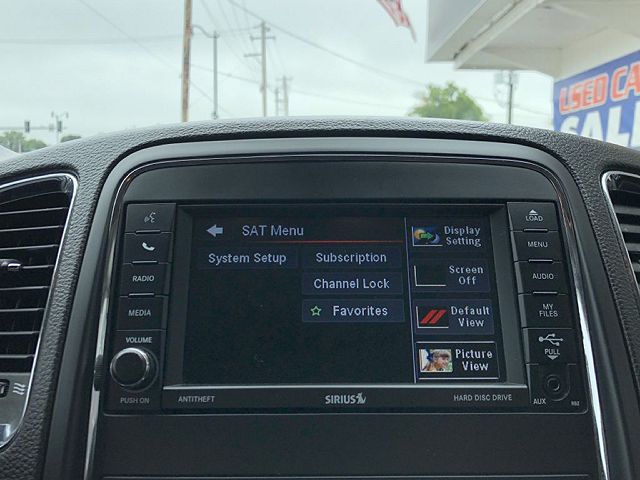 USED CA
SAL
LOAD
SAT Menu
Display
Setting
System Setup
Subscription
MENU
Channel Lock
Screen
Off
RADIO
AUDIO
Favorites
Default
View
MEDIA
MY
FILES
VOLUME
PULL
Picture
View
PUSH ON
ANTITHEFT
SIRIUS
HARD DISC DRIVE
AUX